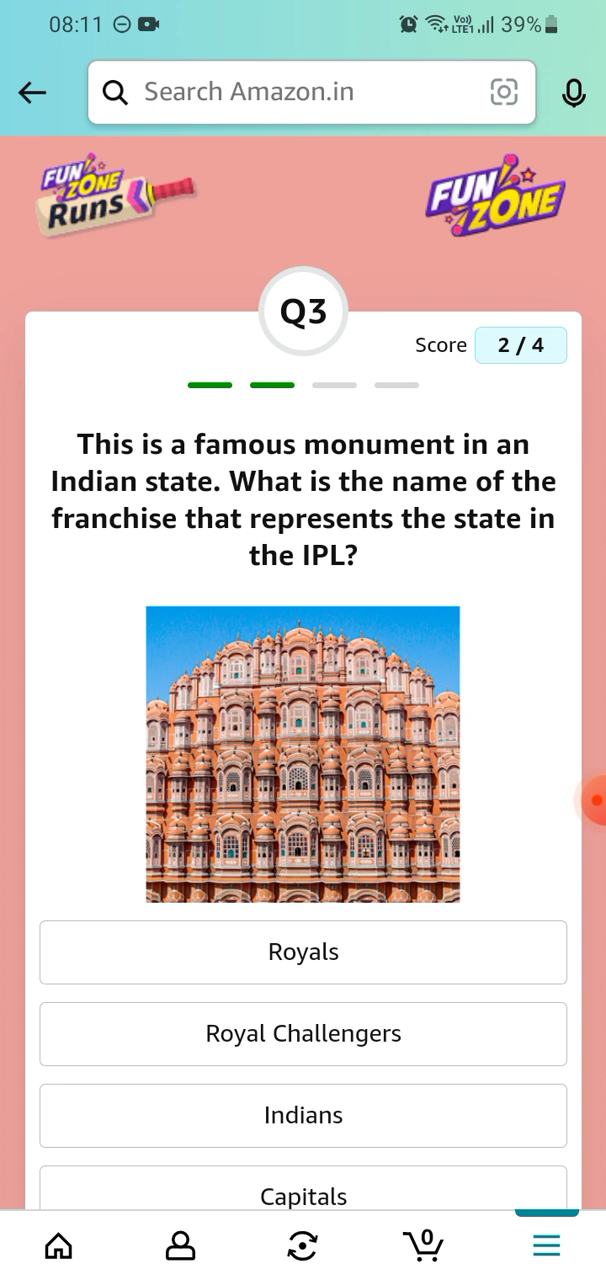 08:11
Vo))
LTE1
39%
Search Amazon.in
FUN
ZONE
Runs
FUN
ZONE
Q3
Score 2 / 4
This is a famous monument in an
Indian state. What is the name of the
franchise that represents the state in
the IPL?
Royals
Royal Challengers
Indians
Capitals
0